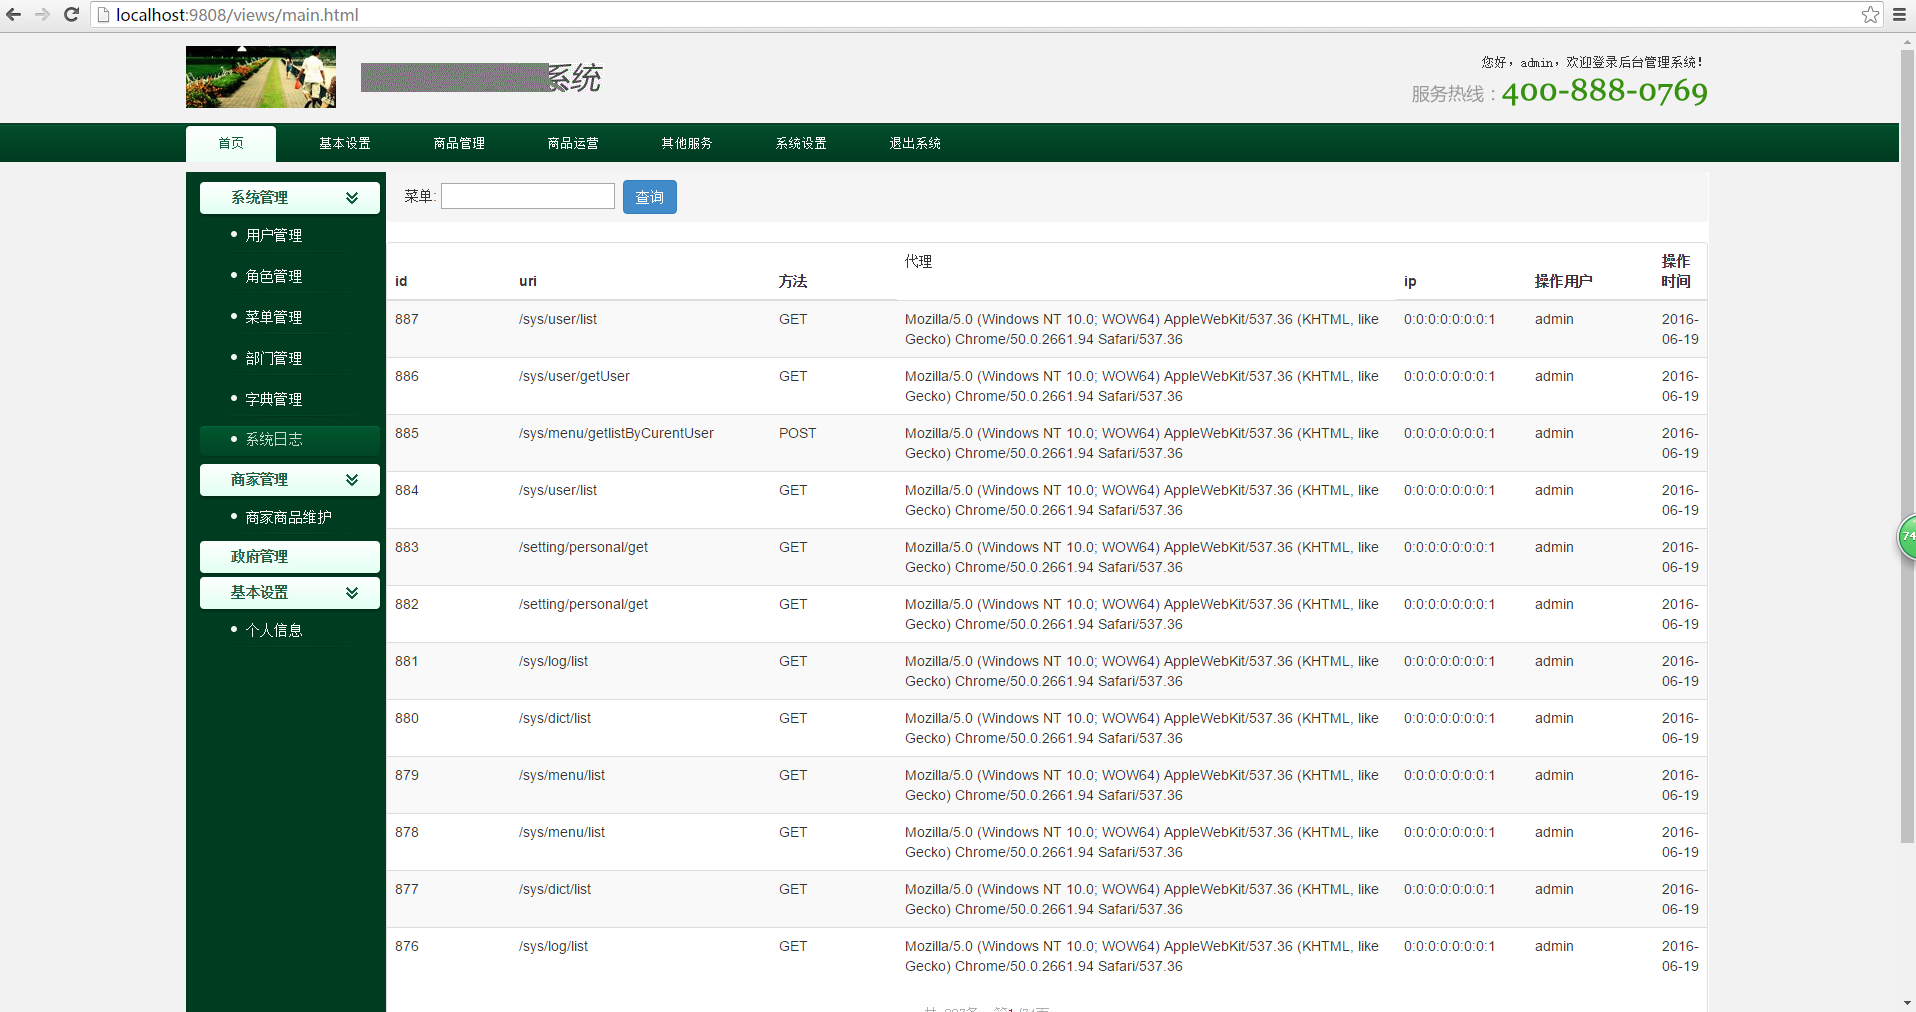 localhost:9808/views/main.html
系统
您好，admin，欢迎登录后台管理系统！
服务热线：400-888-0769
首页 基本设置 商品管理 商品运营 其他服务 系统设置 退出系统
系统管理
用户管理
角色管理
菜单管理
部门管理
字典管理
系统日志
商家管理
商家商品维护
政府管理
基本设置
个人信息
菜单: 查询
id uri 方法 代理 ip 操作用户 操作
时间
887 /sys/user/list GET Mozilla/5.0 (Windows NT 10.0; WOW64) AppleWebKit/537.36 (KHTML, like 0:0:0:0:0:0:0:1 admin 2016-
Gecko) Chrome/50.0.2661.94 Safari/537.36 06-19
886 /sys/user/getUser GET Mozilla/5.0 (Windows NT 10.0; WOW64) AppleWebKit/537.36 (KHTML, like 0:0:0:0:0:0:0:1 admin 2016-
Gecko) Chrome/50.0.2661.94 Safari/537.36 06-19
885 /sys/menu/getlistByCurentUser POST Mozilla/5.0 (Windows NT 10.0; WOW64) AppleWebKit/537.36 (KHTML, like 0:0:0:0:0:0:0:1 admin 2016-
Gecko) Chrome/50.0.2661.94 Safari/537.36 06-19
884 /sys/user/list GET Mozilla/5.0 (Windows NT 10.0; WOW64) AppleWebKit/537.36 (KHTML, like 0:0:0:0:0:0:0:1 admin 2016-
Gecko) Chrome/50.0.2661.94 Safari/537.36 06-19
883 /setting/personal/get GET Mozilla/5.0 (Windows NT 10.0; WOW64) AppleWebKit/537.36 (KHTML, like 0:0:0:0:0:0:0:1 admin 2016-
Gecko) Chrome/50.0.2661.94 Safari/537.36 06-19
882 /setting/personal/get GET Mozilla/5.0 (Windows NT 10.0; WOW64) AppleWebKit/537.36 (KHTML, like 0:0:0:0:0:0:0:1 admin 2016-
Gecko) Chrome/50.0.2661.94 Safari/537.36 06-19
881 /sys/log/list GET Mozilla/5.0 (Windows NT 10.0; WOW64) AppleWebKit/537.36 (KHTML, like 0:0:0:0:0:0:0:1 admin 2016-
Gecko) Chrome/50.0.2661.94 Safari/537.36 06-19
880 /sys/dict/list GET Mozilla/5.0 (Windows NT 10.0; WOW64) AppleWebKit/537.36 (KHTML, like 0:0:0:0:0:0:0:1 admin 2016-
Gecko) Chrome/50.0.2661.94 Safari/537.36 06-19
879 /sys/menu/list GET Mozilla/5.0 (Windows NT 10.0; WOW64) AppleWebKit/537.36 (KHTML, like 0:0:0:0:0:0:0:1 admin 2016-
Gecko) Chrome/50.0.2661.94 Safari/537.36 06-19
878 /sys/menu/list GET Mozilla/5.0 (Windows NT 10.0; WOW64) AppleWebKit/537.36 (KHTML, like 0:0:0:0:0:0:0:1 admin 2016-
Gecko) Chrome/50.0.2661.94 Safari/537.36 06-19
877 /sys/dict/list GET Mozilla/5.0 (Windows NT 10.0; WOW64) AppleWebKit/537.36 (KHTML, like 0:0:0:0:0:0:0:1 admin 2016-
Gecko) Chrome/50.0.2661.94 Safari/537.36 06-19
876 /sys/log/list GET Mozilla/5.0 (Windows NT 10.0; WOW64) AppleWebKit/537.36 (KHTML, like 0:0:0:0:0:0:0:1 admin 2016-
Gecko) Chrome/50.0.2661.94 Safari/537.36 06-19
74